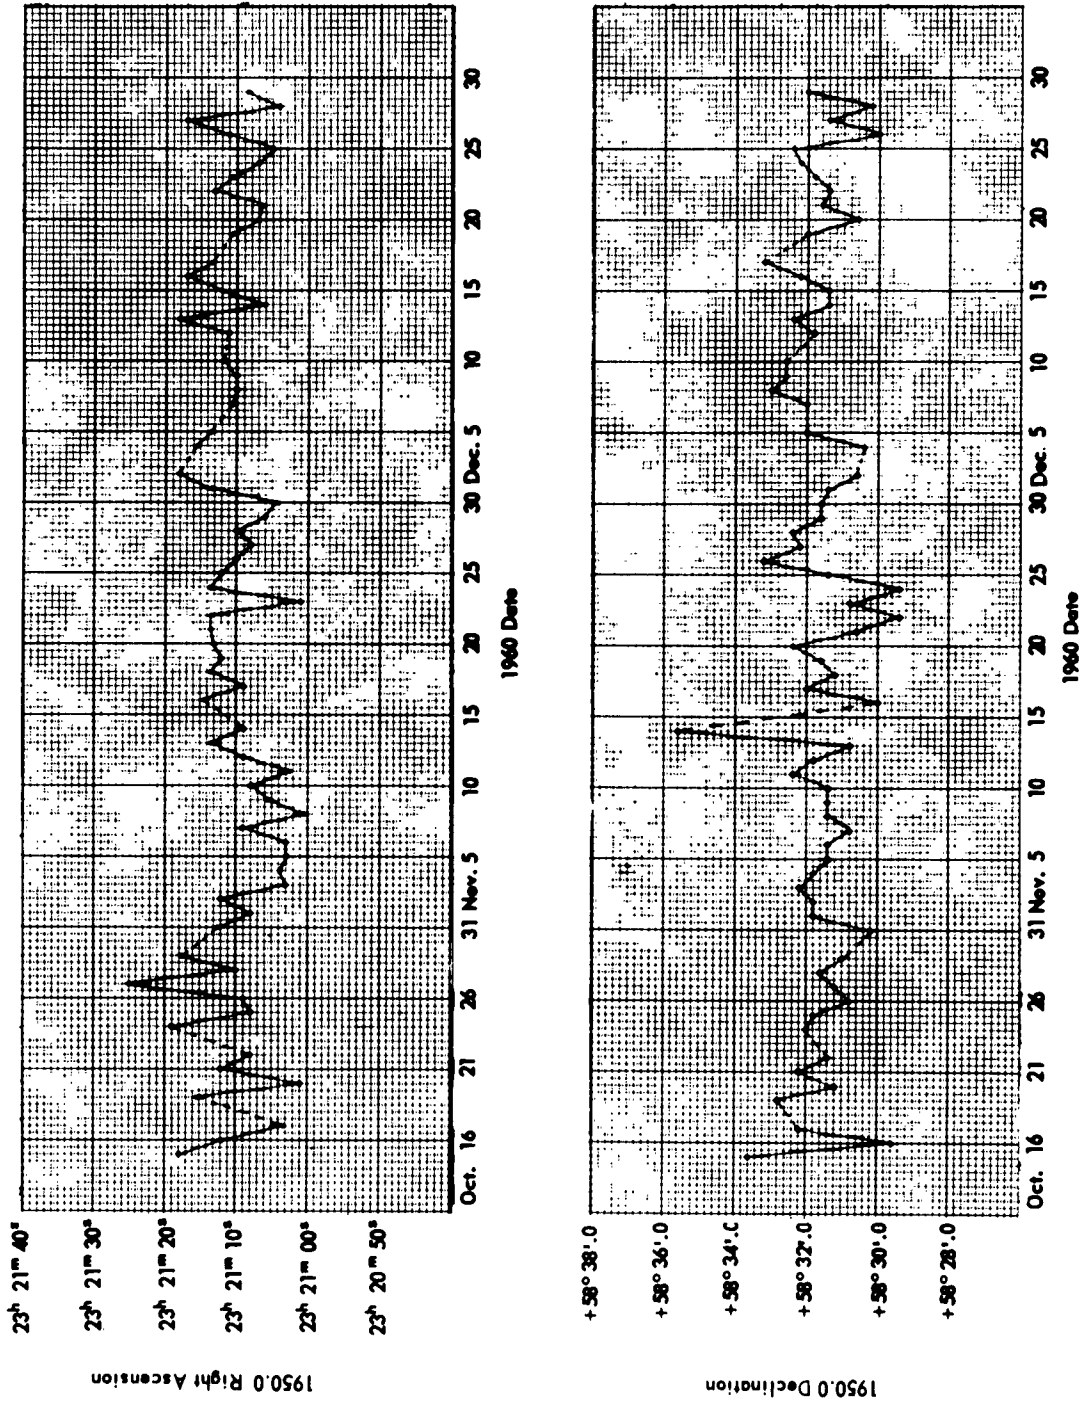 1950.0 Right Ascension
23ʰ 21ᵐ 40ˢ
23ʰ 21ᵐ 30ˢ
23ʰ 21ᵐ 20ˢ
23ʰ 21ᵐ 10ˢ
23ʰ 21ᵐ 00ˢ
23ʰ 20ᵐ 50ˢ
Oct. 16 21 26 31 Nov. 5 10 15 20 25 30 Dec. 5 10 15 20 25 30
1960 Date
1950.0 Declination
+58° 38'.0
+58° 36'.0
+58° 34'.0
+58° 32'.0
+58° 30'.0
+58° 28'.0
Oct. 16 21 26 31 Nov. 5 10 15 20 25 30 Dec. 5 10 15 20 25 30
1960 Date